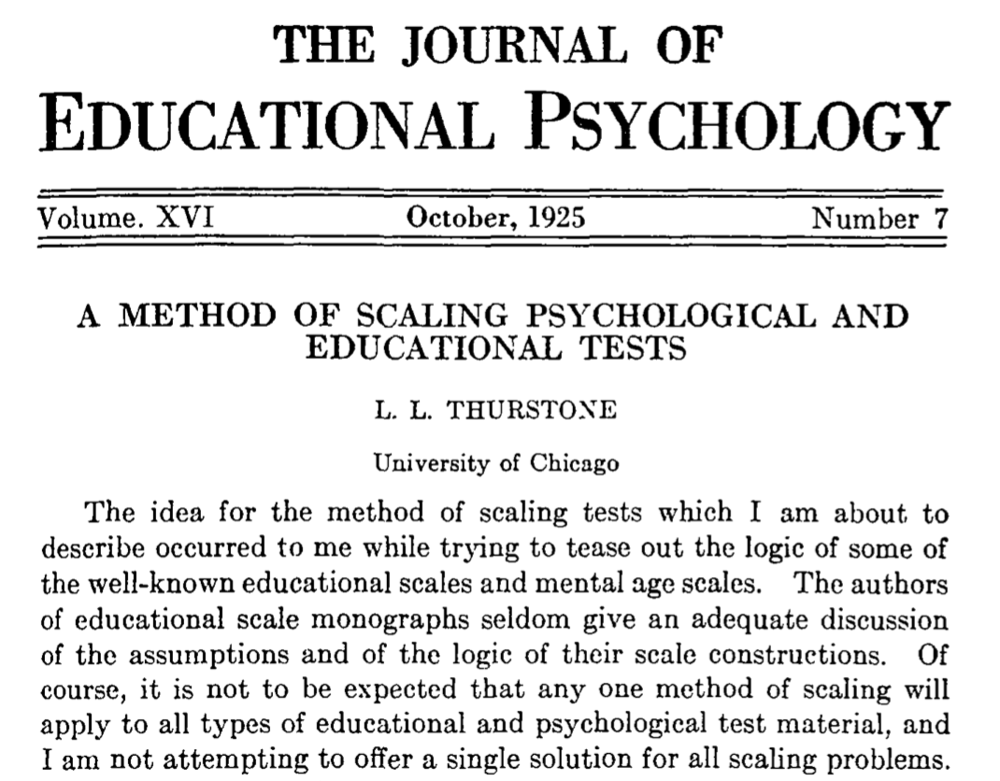 THE JOURNAL OF
EDUCATIONAL PSYCHOLOGY
Volume. XVI October, 1925 Number 7
A METHOD OF SCALING PSYCHOLOGICAL AND
EDUCATIONAL TESTS
L. L. THURSTONE
University of Chicago
The idea for the method of scaling tests which I am about to
describe occurred to me while trying to tease out the logic of some of
the well-known educational scales and mental age scales. The authors
of educational scale monographs seldom give an adequate discussion
of the assumptions and of the logic of their scale constructions. Of
course, it is not to be expected that any one method of scaling will
apply to all types of educational and psychological test material, and
I am not attempting to offer a single solution for all scaling problems.